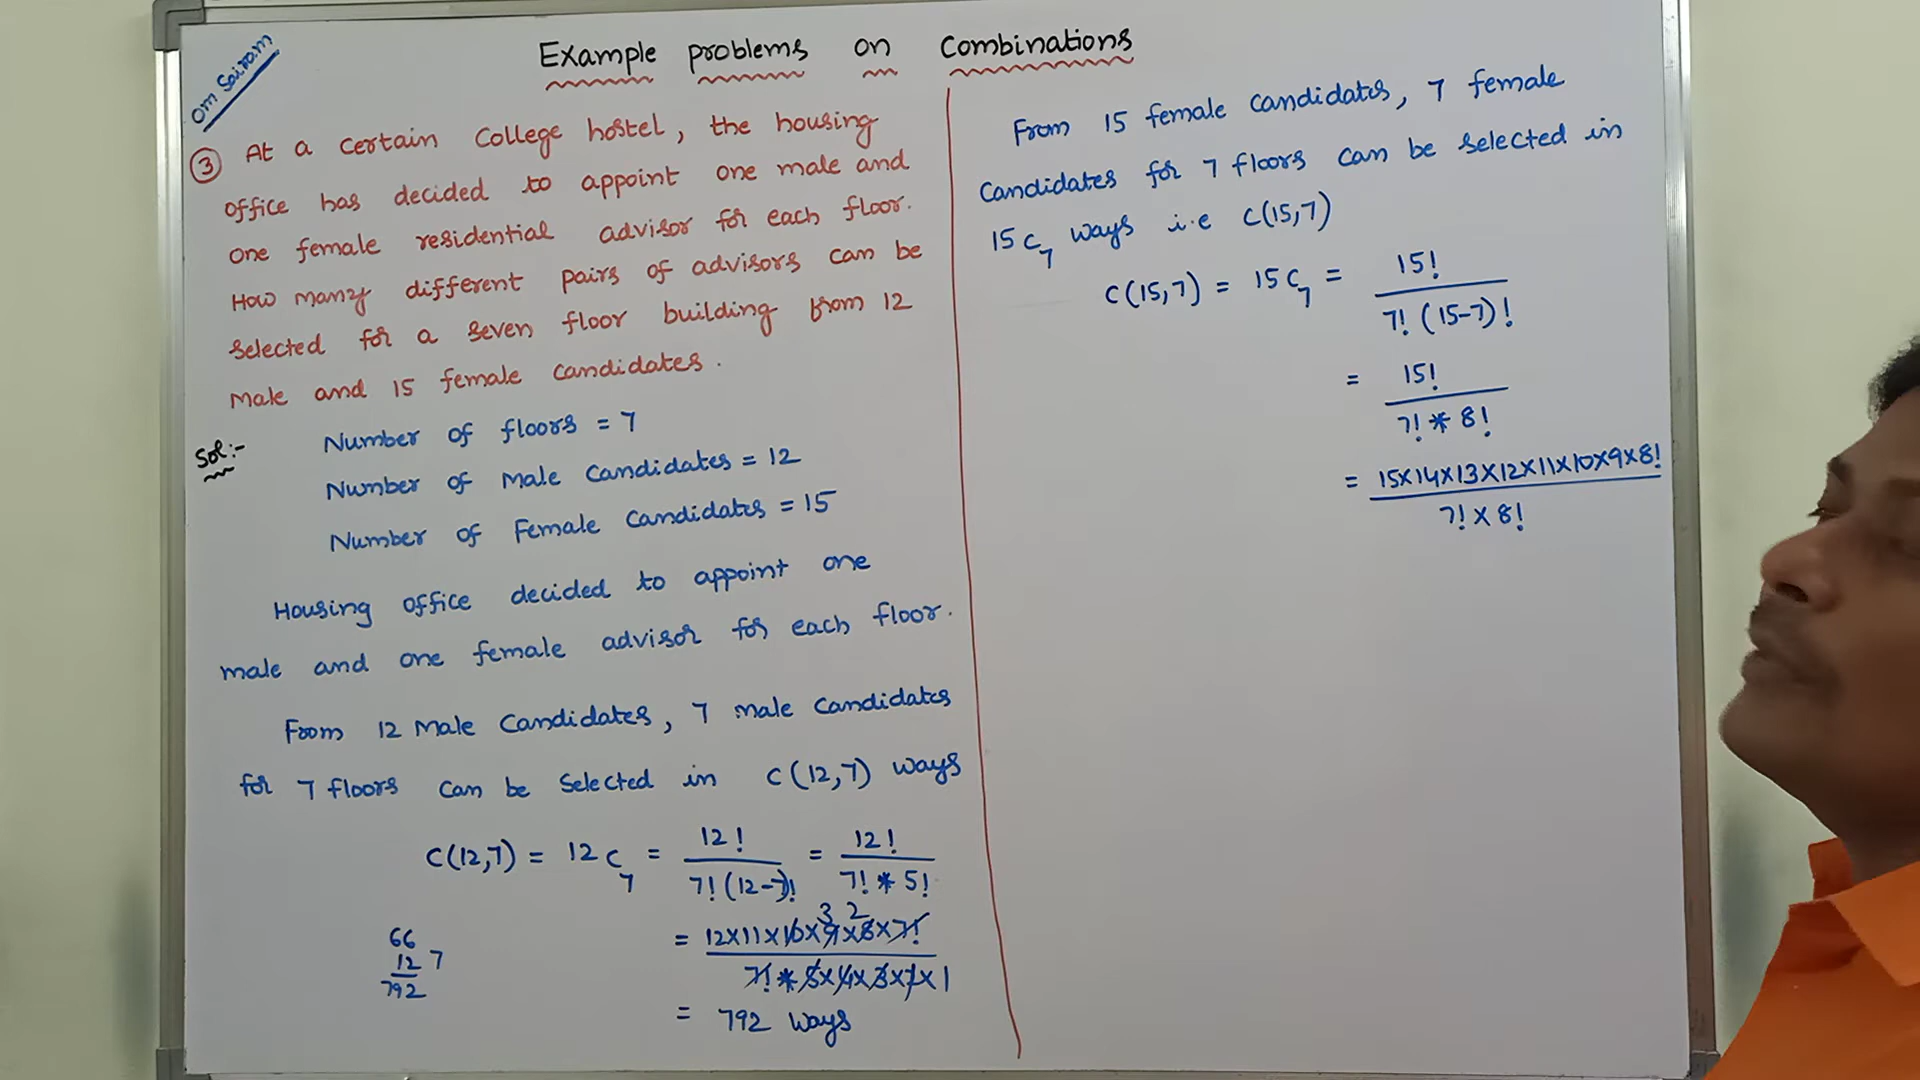 Om Sairam
Example problems on Combinations
3 At a certain College hostel, the housing
office has decided to appoint one male and
one female residential advisor for each floor.
How many different pairs of advisors can be
selected for a seven floor building from 12
male and 15 female candidates.
Sol:- Number of floors = 7
Number of male candidates = 12
Number of Female candidates = 15
Housing office decided to appoint one
male and one female advisor for each floor.
From 12 male candidates, 7 male candidates
for 7 floors can be selected in C(12,7) ways
C(12,7) = 12C7 = 12! / 7!(12-7)! = 12! / 7! * 5!
3 2
= 12×11×10×9×8×7! / 7! * 5×4×3×2×1
66
12 7
792
= 792 ways
From 15 female candidates, 7 female
candidates for 7 floors can be selected in
15C7 ways i.e C(15,7)
C(15,7) = 15C7 = 15! / 7! (15-7)!
= 15! / 7! * 8!
= 15×14×13×12×11×10×9×8! / 7! × 8!